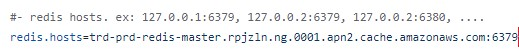 #- redis hosts. ex: 127.0.0.1:6379, 127.0.0.2:6379, 127.0.0.2:6380, ....
redis.hosts=trd-prd-redis-master.rpjz1n.ng.0001.apn2.cache.amazonaws.com:6379